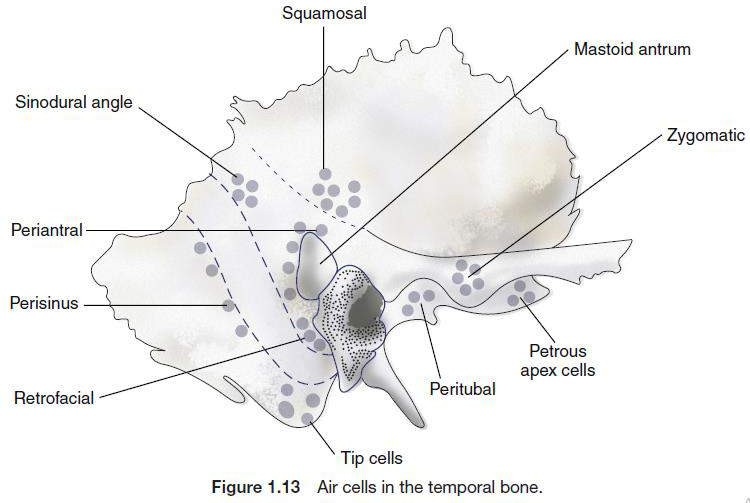 Squamosal
Mastoid antrum
Sinodural angle
Zygomatic
Periantral
Perisinus
Petrous
apex cells
Peritubal
Retrofacial
Tip cells
Figure 1.13 Air cells in the temporal bone.